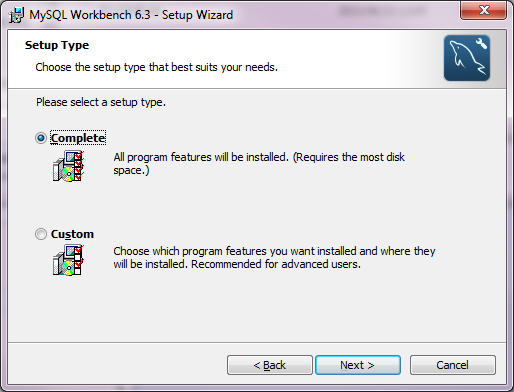 MySQL Workbench 6.3 - Setup Wizard
Setup Type
Choose the setup type that best suits your needs.
Please select a setup type.
Complete
All program features will be installed. (Requires the most disk
space.)
Custom
Choose which program features you want installed and where they
will be installed. Recommended for advanced users.
< Back
Next >
Cancel